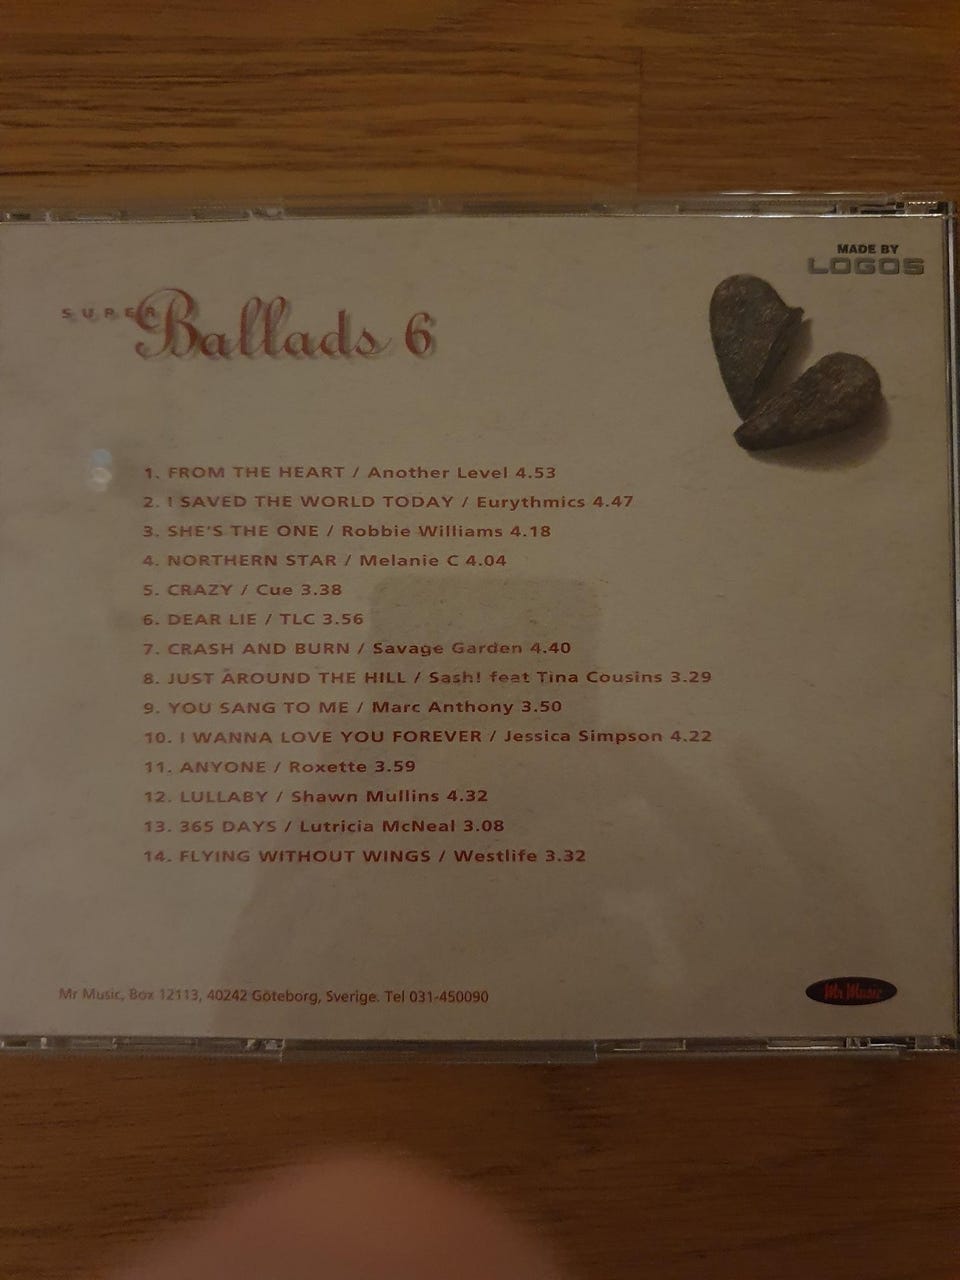 MADE BY
LOGOS
SUPER
Ballads 6
1. FROM THE HEART / Another Level 4.53
2. I SAVED THE WORLD TODAY / Eurythmics 4.47
3. SHE'S THE ONE / Robbie Williams 4.18
4. NORTHERN STAR / Melanie C 4.04
5. CRAZY / Cue 3.38
6. DEAR LIE / TLC 3.56
7. CRASH AND BURN / Savage Garden 4.40
8. JUST AROUND THE HILL / Sash! feat Tina Cousins 3.29
9. YOU SANG TO ME / Marc Anthony 3.50
10. I WANNA LOVE YOU FOREVER / Jessica Simpson 4.22
11. ANYONE / Roxette 3.59
12. LULLABY / Shawn Mullins 4.32
13. 365 DAYS / Lutricia McNeal 3.08
14. FLYING WITHOUT WINGS / Westlife 3.32
Mr Music, Box 12113, 40242 Göteborg, Sverige. Tel 031-450090
Mr Music